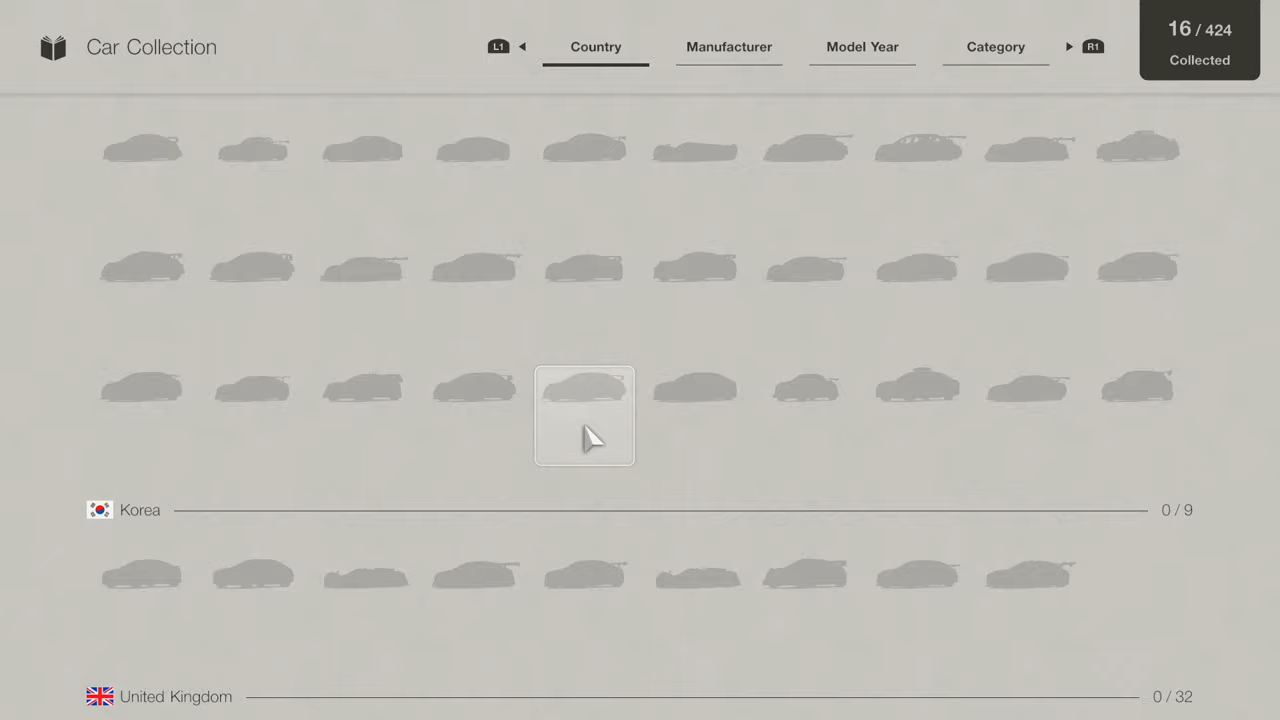 Car Collection
L1 Country Manufacturer Model Year Category R1
16 / 424
Collected
Korea 0 / 9
United Kingdom 0 / 32